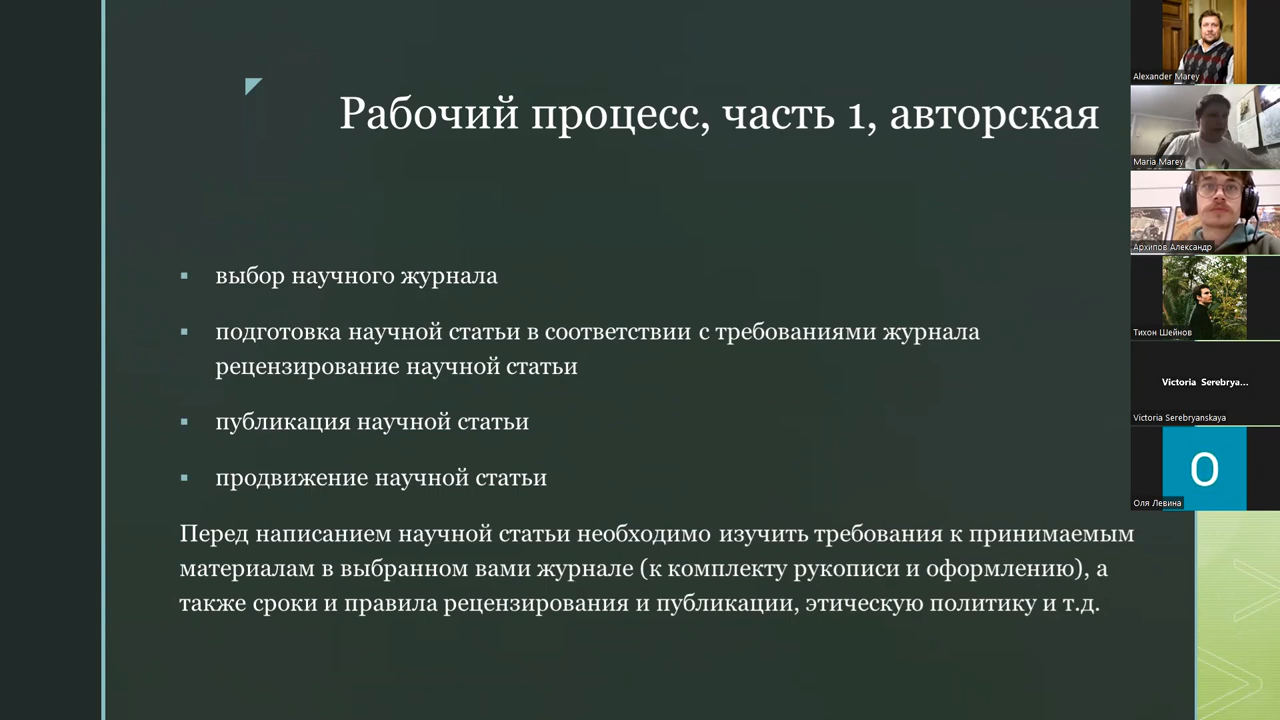 Рабочий процесс, часть 1, авторская
выбор научного журнала
подготовка научной статьи в соответствии с требованиями журнала
рецензирование научной статьи
публикация научной статьи
продвижение научной статьи
Перед написанием научной статьи необходимо изучить требования к принимаемым
материалам в выбранном вами журнале (к комплекту рукописи и оформлению), а
также сроки и правила рецензирования и публикации, этическую политику и т.д.
Alexander Marey
Maria Marey
Архипов Александр
Тихон Шейнов
Victoria Serebrya...
Victoria Serebryanskaya
О
Оля Левина